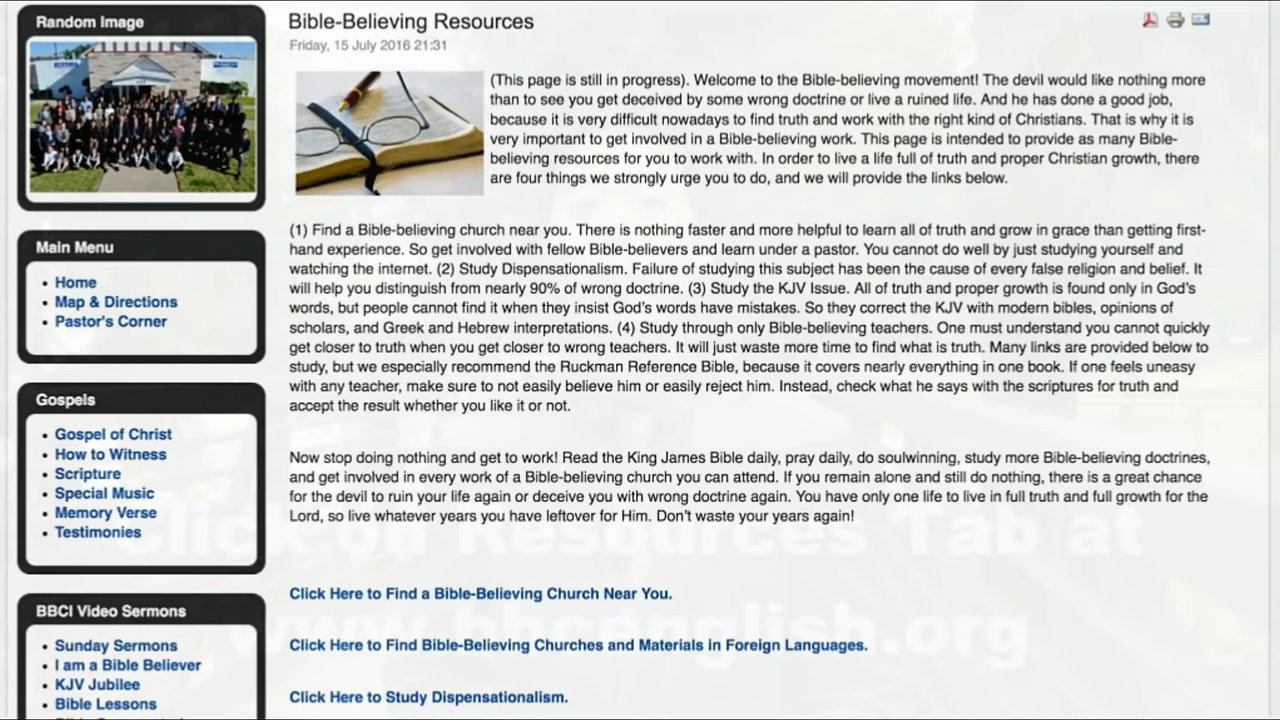 Random Image
Main Menu
Home
Map & Directions
Pastor's Corner
Gospels
Gospel of Christ
How to Witness
Scripture
Special Music
Memory Verse
Testimonies
BBCI Video Sermons
Sunday Sermons
I am a Bible Believer
KJV Jubilee
Bible Lessons
Bible-Believing Resources
Friday, 15 July 2016 21:31
(This page is still in progress). Welcome to the Bible-believing movement! The devil would like nothing more
than to see you get deceived by some wrong doctrine or live a ruined life. And he has done a good job,
because it is very difficult nowadays to find truth and work with the right kind of Christians. That is why it is
very important to get involved in a Bible-believing work. This page is intended to provide as many Bible-
believing resources for you to work with. In order to live a life full of truth and proper Christian growth, there
are four things we strongly urge you to do, and we will provide the links below.
(1) Find a Bible-believing church near you. There is nothing faster and more helpful to learn all of truth and grow in grace than getting first-
hand experience. So get involved with fellow Bible-believers and learn under a pastor. You cannot do well by just studying yourself and
watching the internet. (2) Study Dispensationalism. Failure of studying this subject has been the cause of every false religion and belief. It
will help you distinguish from nearly 90% of wrong doctrine. (3) Study the KJV Issue. All of truth and proper growth is found only in God's
words, but people cannot find it when they insist God's words have mistakes. So they correct the KJV with modern bibles, opinions of
scholars, and Greek and Hebrew interpretations. (4) Study through only Bible-believing teachers. One must understand you cannot quickly
get closer to truth when you get closer to wrong teachers. It will just waste more time to find what is truth. Many links are provided below to
study, but we especially recommend the Ruckman Reference Bible, because it covers nearly everything in one book. If one feels uneasy
with any teacher, make sure to not easily believe him or easily reject him. Instead, check what he says with the scriptures for truth and
accept the result whether you like it or not.
Now stop doing nothing and get to work! Read the King James Bible daily, pray daily, do soulwinning, study more Bible-believing doctrines,
and get involved in every work of a Bible-believing church you can attend. If you remain alone and still do nothing, there is a great chance
for the devil to ruin your life again or deceive you with wrong doctrine again. You have only one life to live in full truth and full growth for the
Lord, so live whatever years you have leftover for Him. Don't waste your years again!
Click on Resources Tab at
www.bbcenglish.org
Click Here to Find a Bible-Believing Church Near You.
Click Here to Find Bible-Believing Churches and Materials in Foreign Languages.
Click Here to Study Dispensationalism.